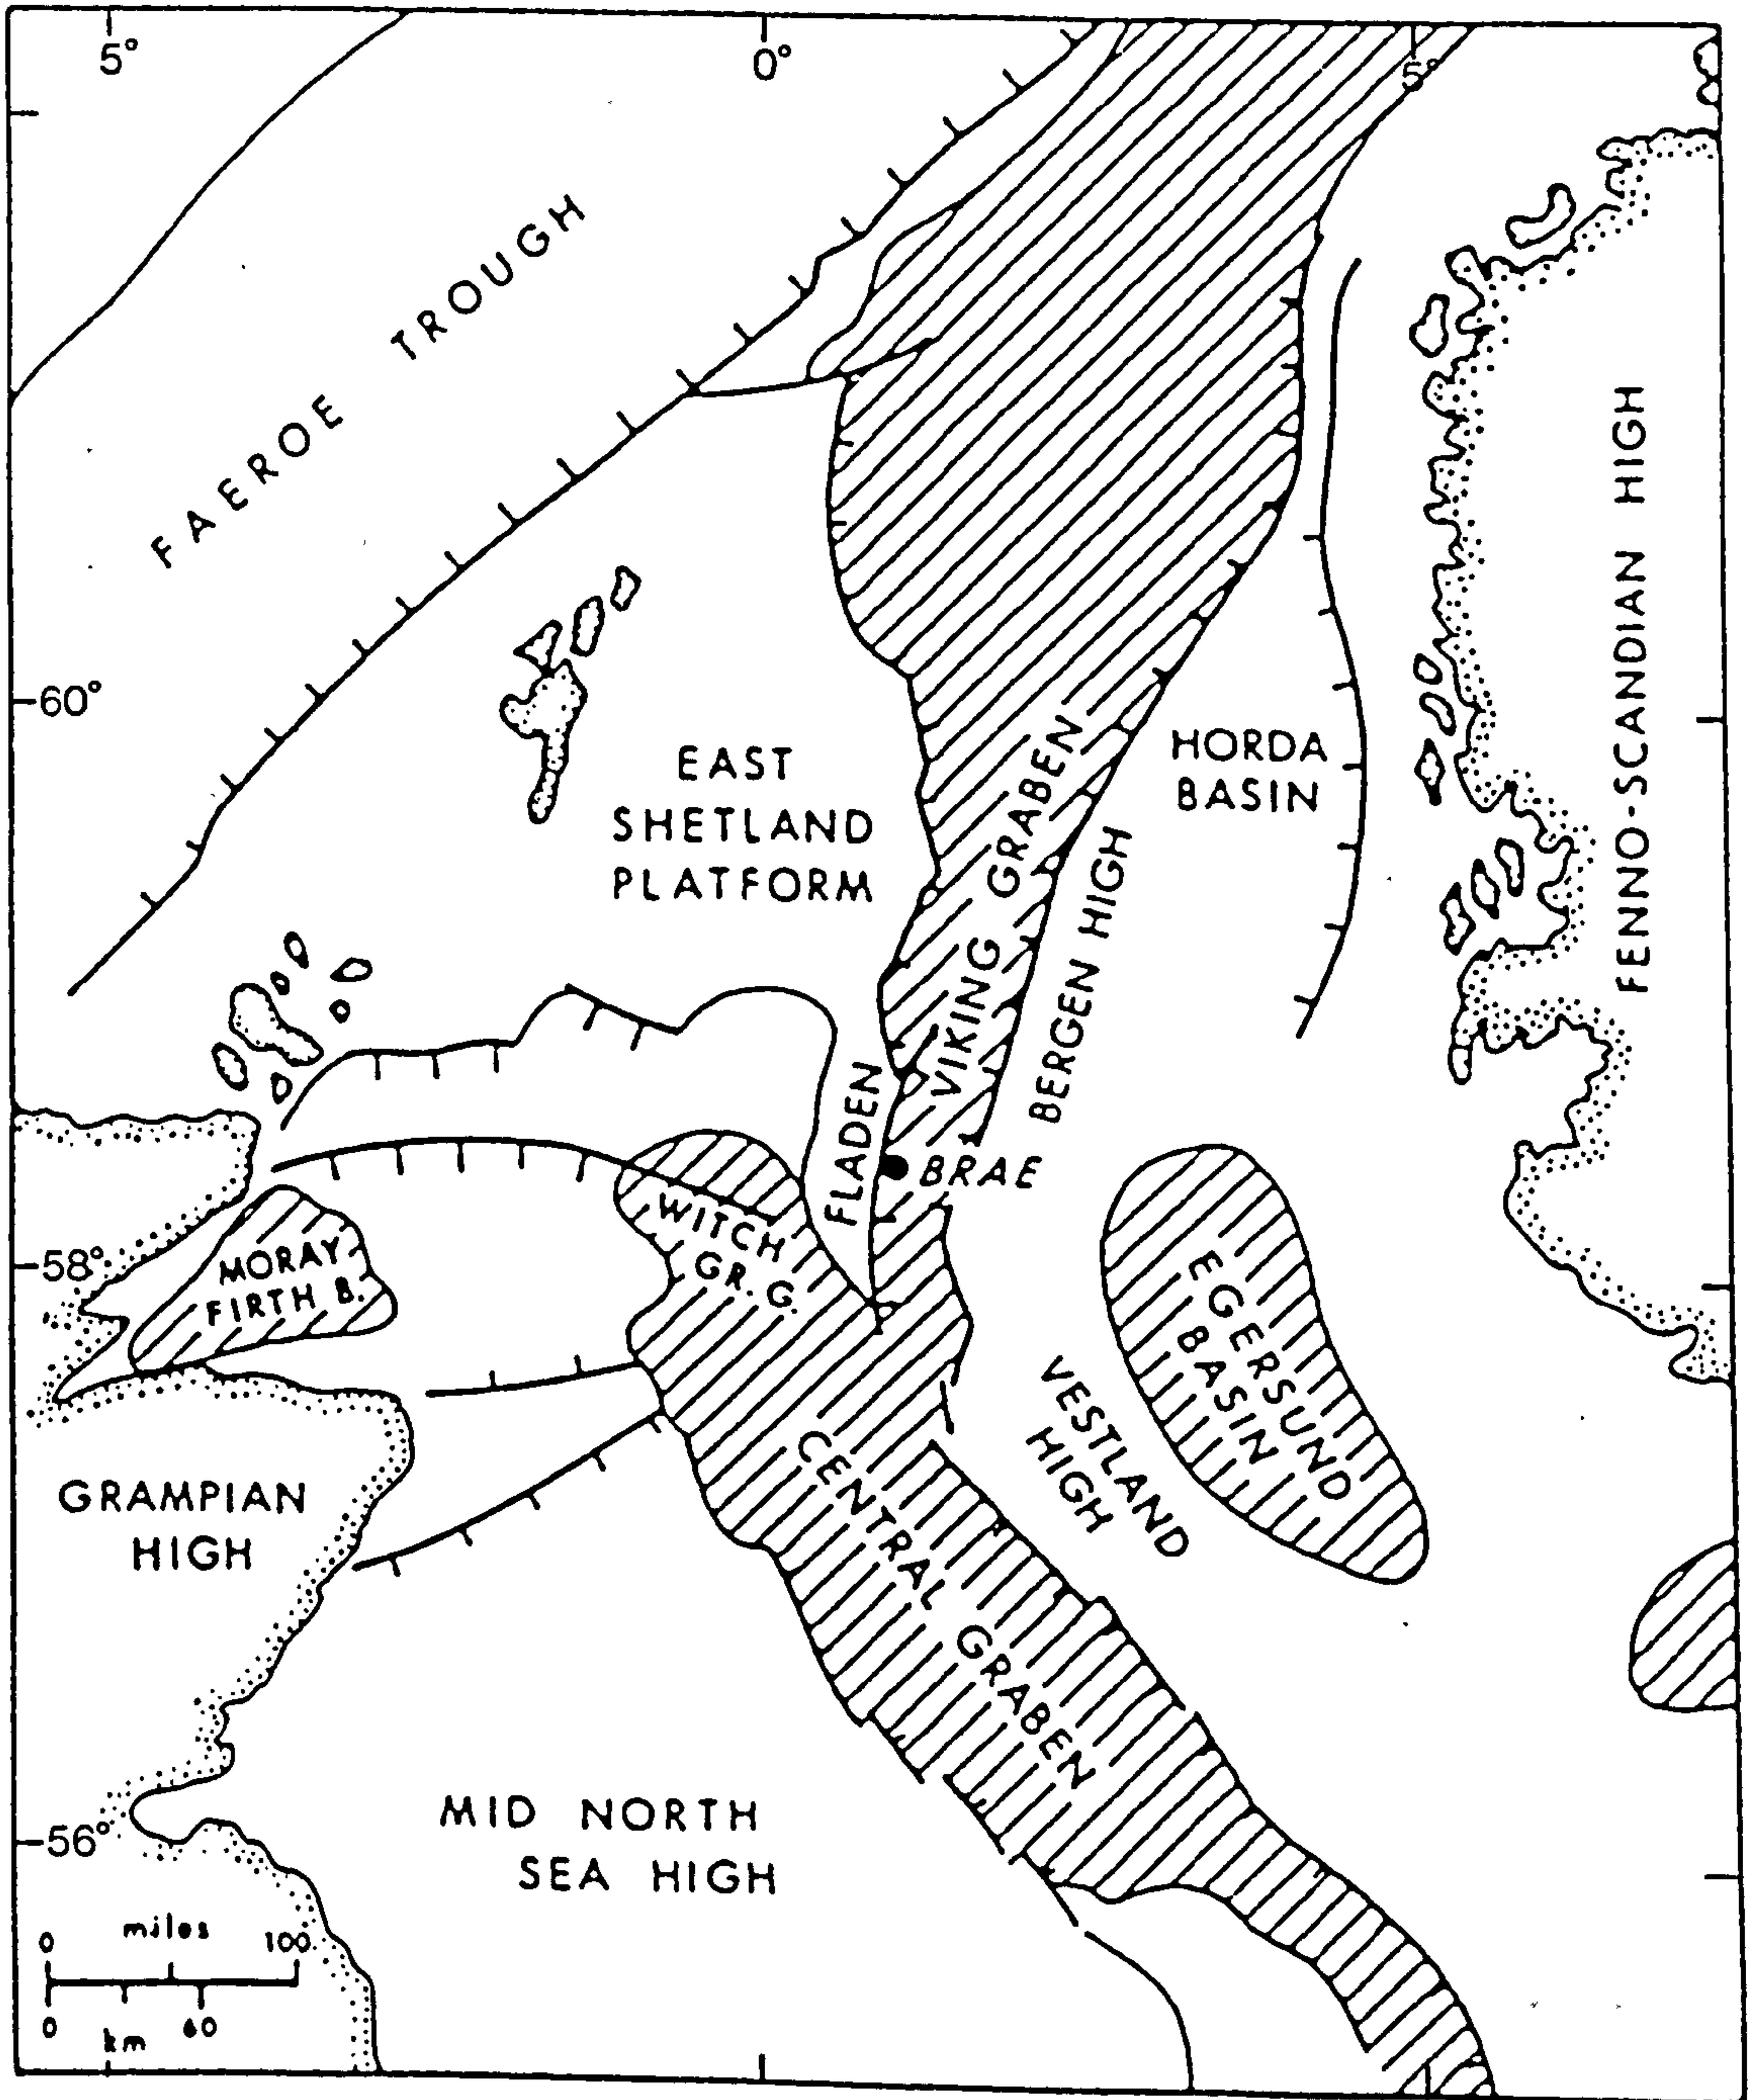 5°
0°
5°
FAEROE TROUGH
FENNO-SCANDIAN HIGH
60°
EAST
SHETLAND
PLATFORM
HORDA
BASIN
VIKING GRABEN
BERGEN HIGH
FLADEN
BRAE
WITCH
GR. G.
58°
MORAY
FIRTH B.
EGERSUND
BASIN
VESTLAND
HIGH
CENTRAL GRABEN
GRAMPIAN
HIGH
56°
MID NORTH
SEA HIGH
miles
0 100
0 60
km